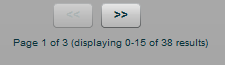 << >>
Page 1 of 3 (displaying 0-15 of 38 results)